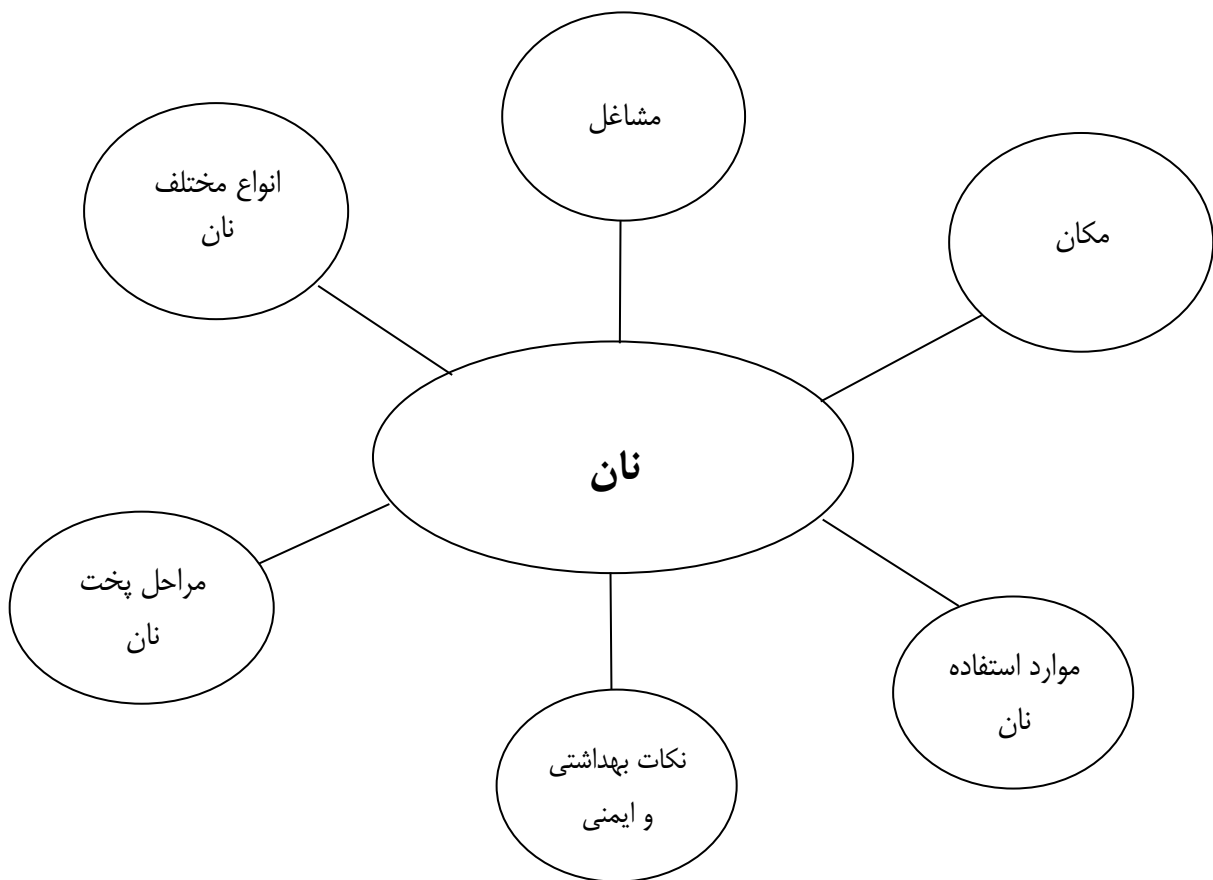 مشاغل
مکان
انواع مختلف
نان
نان
مراحل پخت
نان
موارد استفاده
نان
نکات بهداشتی
و ایمنی